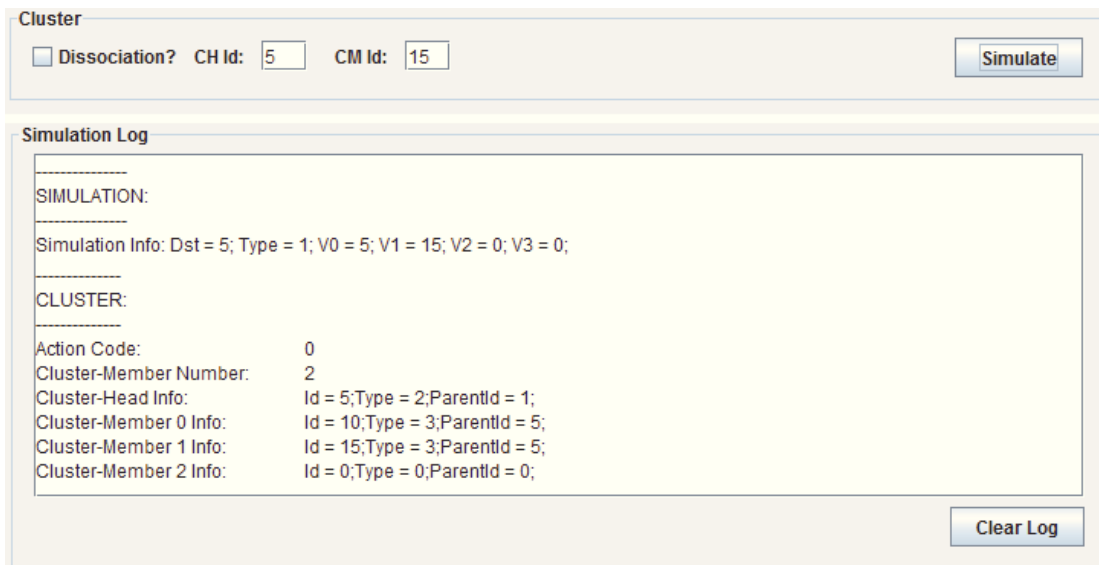 Cluster
Dissociation? CH Id: 5 CM Id: 15 Simulate
Simulation Log
---------------
SIMULATION:
---------------
Simulation Info: Dst = 5; Type = 1; V0 = 5; V1 = 15; V2 = 0; V3 = 0;
--------------
CLUSTER:
--------------
Action Code: 0
Cluster-Member Number: 2
Cluster-Head Info: Id = 5;Type = 2;ParentId = 1;
Cluster-Member 0 Info: Id = 10;Type = 3;ParentId = 5;
Cluster-Member 1 Info: Id = 15;Type = 3;ParentId = 5;
Cluster-Member 2 Info: Id = 0;Type = 0;ParentId = 0;
Clear Log